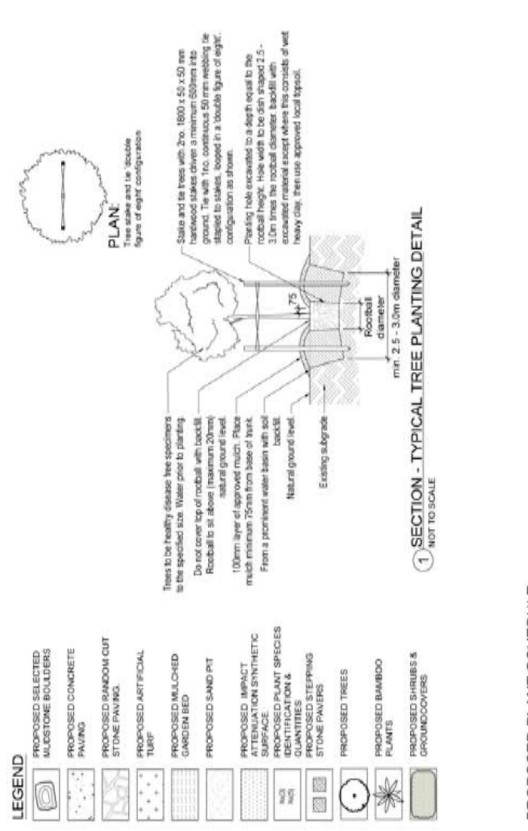 LEGEND
PROPOSED SELECTED
MUDSTONE BOULDERS
PROPOSED CONCRETE
PAVING
PROPOSED RANDOM CUT
STONE PAVING.
PROPOSED ARTIFICIAL
TURF
PROPOSED MULCHED
GARDEN BED
PROPOSED SAND PIT
PROPOSED IMPACT
ATTENUATION SYNTHETIC
SURFACE
PROPOSED PLANT SPECIES
IDENTIFICATION &
QUANTITIES
PROPOSED STEPPING
STONE PAVERS
PROPOSED TREES
PROPOSED BAMBOO
PLANTS
PROPOSED SHRUBS &
GROUNDCOVERS
PLAN:
Tree stake and tie 'double
figure of eight' configuration
Trees to be healthy disease free specimens
to the specified size. Water prior to planting.
Do not cover top of rootball with backfill.
Rootball to sit above (maximum 20mm)
natural ground level.
100mm layer of approved mulch. Place
mulch minimum 75mm from base of trunk.
From a prominent water basin with soil
backfill.
Natural ground level.
Existing subgrade
75
Rootball
diameter
min. 2.5 - 3.0m diameter
Stake and tie trees with 2no. 1800 x 50 x 50 mm
hardwood stakes driven a minimum 600mm into
ground. Tie with 1no. continuous 50 mm webbing tie
stapled to stakes, looped in a 'double figure of eight'.
configuration as shown.
Planting hole excavated to a depth equal to the
rootball height. Hole width to be dish shaped 2.5 -
3.0m times the rootball diameter. backfill with
excavated material except where this consists of wet
heavy clay, then use approved local topsoil.
1 SECTION - TYPICAL TREE PLANTING DETAIL
NOT TO SCALE